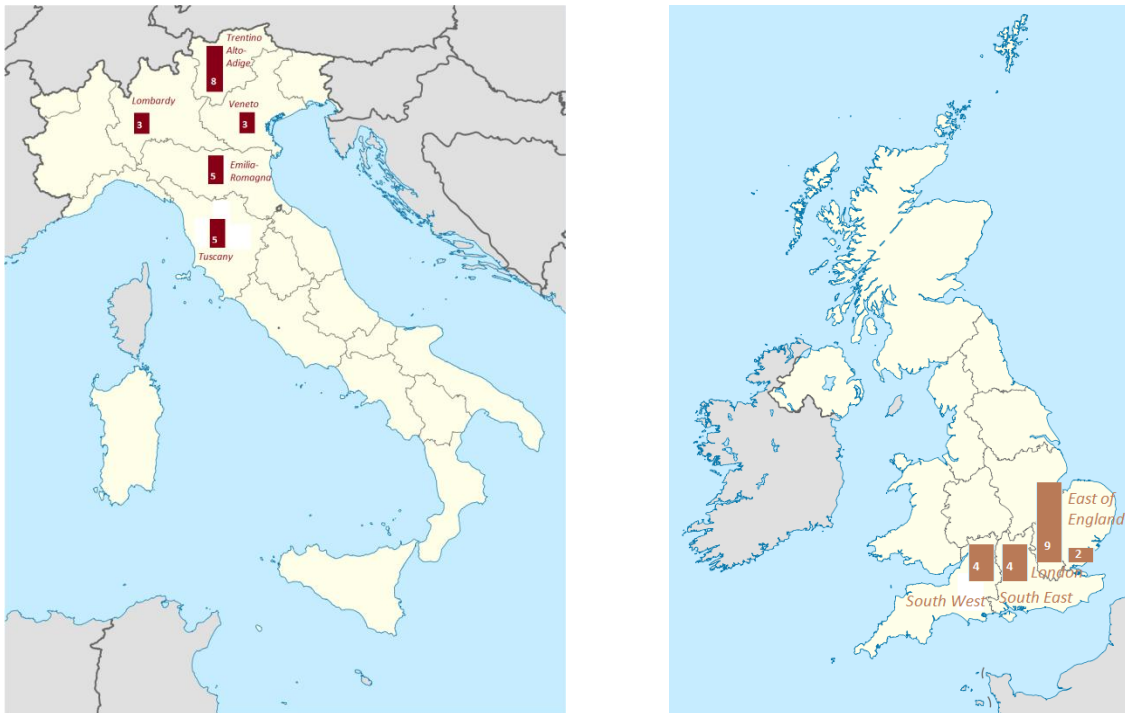 Trentino
Alto-
Adige
8
Lombardy
3
Veneto
3
5
Emilia-
Romagna
5
Tuscany
East of
England
9
2
4
4
London
South West
South East